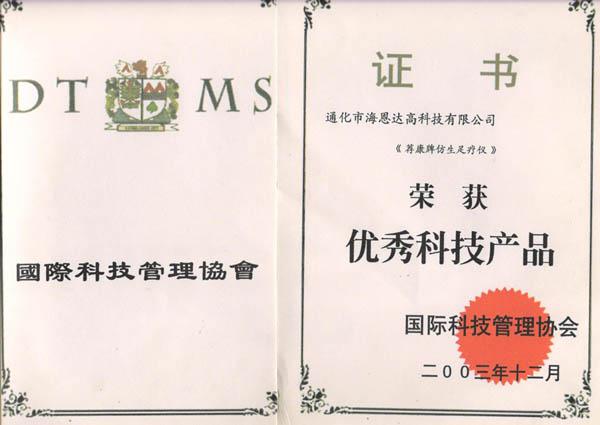 DT MS
國際科技管理協會
证书
通化市海恩达高科技有限公司
《荐康牌仿生足疗仪》
荣获
优秀科技产品
国际科技管理协会
二00三年十二月